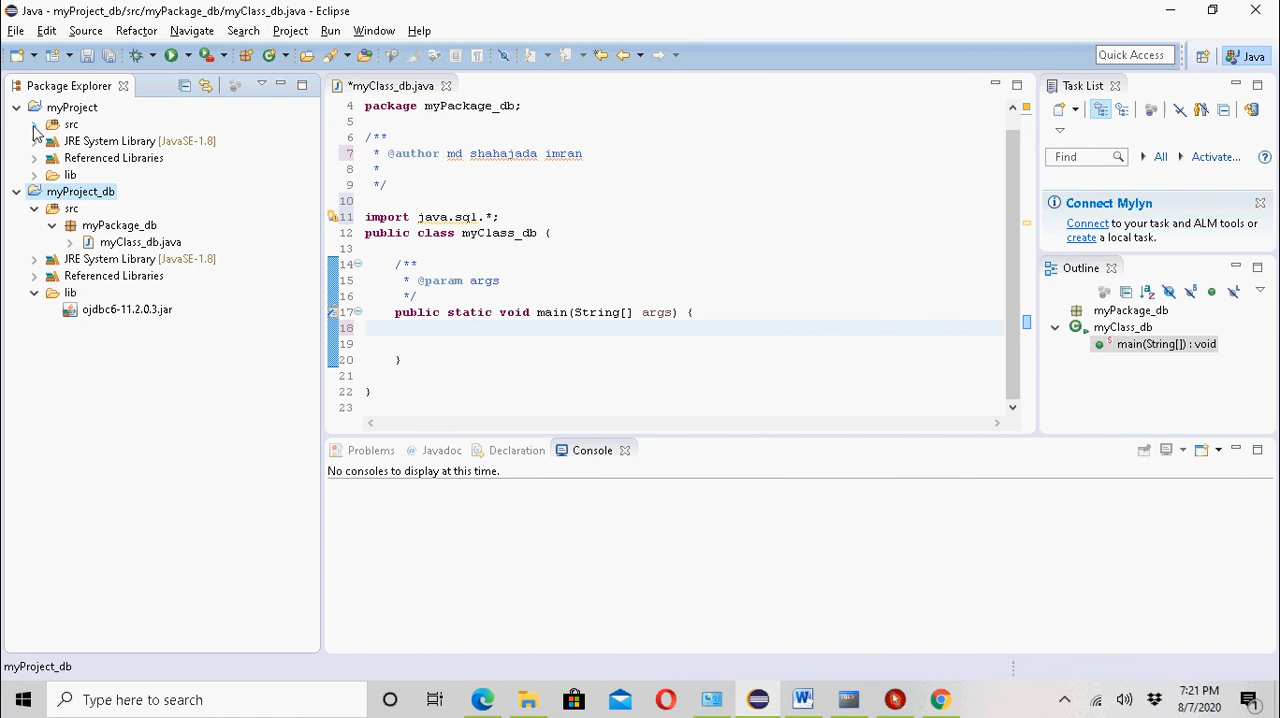 Java - myProject_db/src/myPackage_db/myClass_db.java - Eclipse
File Edit Source Refactor Navigate Search Project Run Window Help
Quick Access
Java
Package Explorer
myProject
src
JRE System Library [JavaSE-1.8]
Referenced Libraries
lib
myProject_db
src
myPackage_db
myClass_db.java
JRE System Library [JavaSE-1.8]
Referenced Libraries
lib
ojdbc6-11.2.0.3.jar
*myClass_db.java
4 package myPackage_db;
5
6 /**
7 * @author md shahajada imran
8 *
9 */
10
11 import java.sql.*;
12 public class myClass_db {
13
14 /**
15 * @param args
16 */
17 public static void main(String[] args) {
18
19
20 }
21
22 }
23
Task List
Find All Activate...
Connect Mylyn
Connect to your task and ALM tools or
create a local task.
Outline
myPackage_db
myClass_db
main(String[]) : void
Problems @ Javadoc Declaration Console
No consoles to display at this time.
myProject_db
Type here to search
7:21 PM
8/7/2020
1